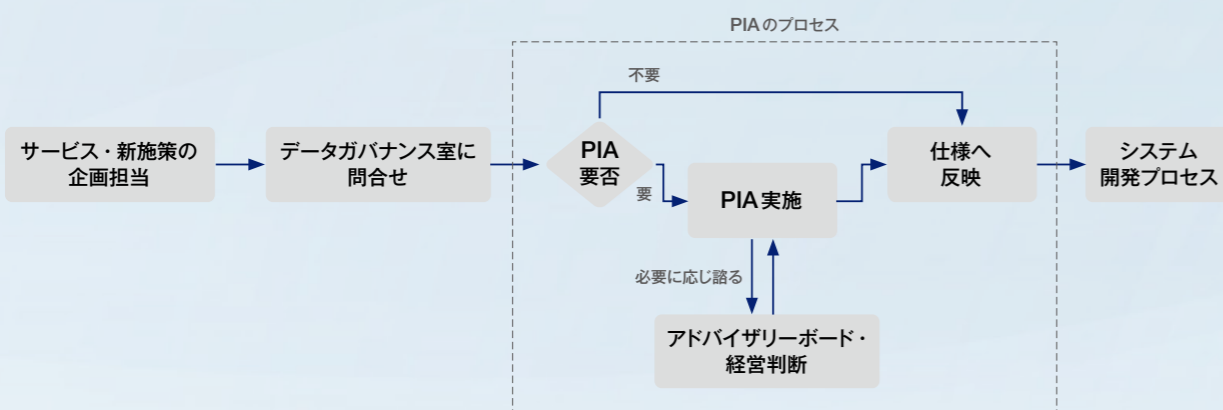 PIAのプロセス
不要
サービス・新施策の
企画担当
データガバナンス室に
問合せ
PIA
要否
要
PIA実施
仕様へ
反映
システム
開発プロセス
必要に応じ諮る
アドバイザリーボード・
経営判断